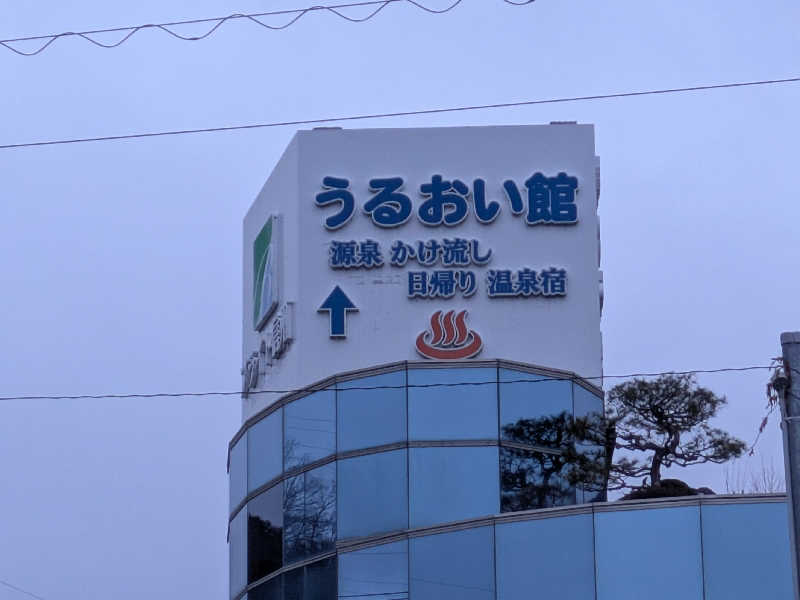 うるおい館
源泉 かけ流し
日帰り 温泉宿